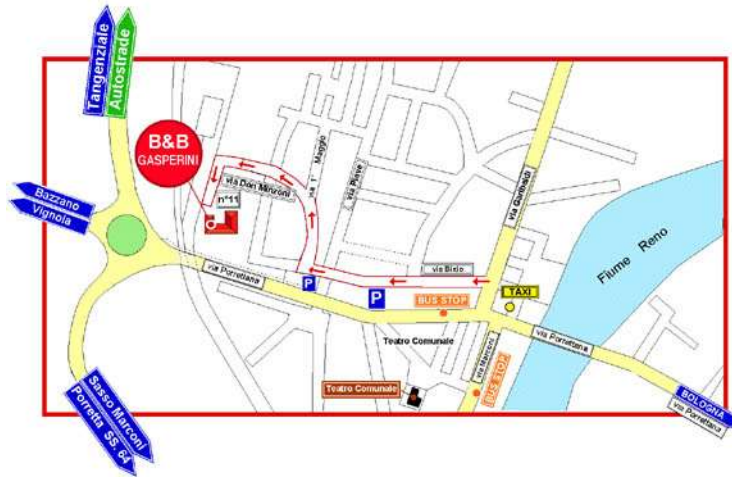 Tangenziale
Autostrade
B&B
GASPERINI
Bazzano
Vignola
n°11
via Don Minzoni
via 1° Maggio
via Piave
via Garibaldi
Fiume Reno
via Bixio
via Porrettana
P
P
BUS STOP
TAXI
via Porrettana
Teatro Comunale
via Marconi
BUS STOP
Teatro Comunale
Sasso Marconi
Porretta SS. 64
BOLOGNA
via Porrettana